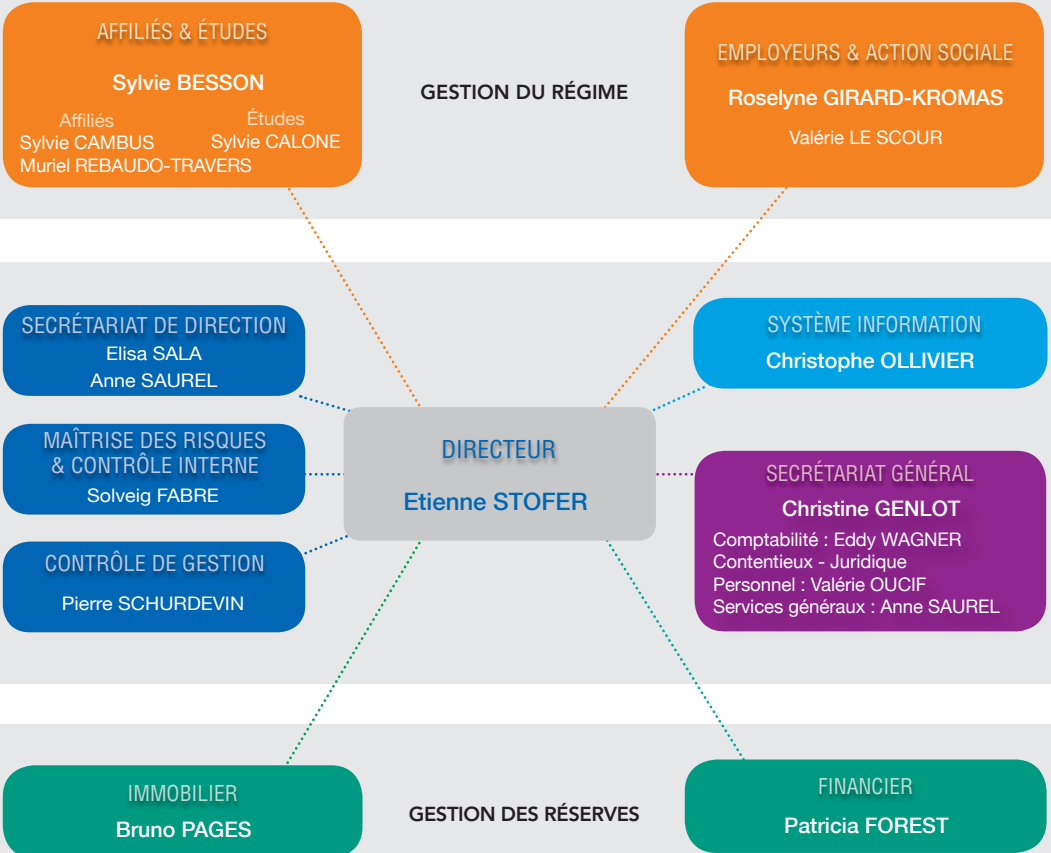 AFFILIÉS & ÉTUDES
Sylvie BESSON
Affiliés
Sylvie CAMBUS
Muriel REBAUDO-TRAVERS
Études
Sylvie CALONE
GESTION DU RÉGIME
EMPLOYEURS & ACTION SOCIALE
Roselyne GIRARD-KROMAS
Valérie LE SCOUR
SECRÉTARIAT DE DIRECTION
Elisa SALA
Anne SAUREL
MAÎTRISE DES RISQUES
& CONTRÔLE INTERNE
Solveig FABRE
CONTRÔLE DE GESTION
Pierre SCHURDEVIN
DIRECTEUR
Etienne STOFER
SYSTÈME INFORMATION
Christophe OLLIVIER
SECRÉTARIAT GÉNÉRAL
Christine GENLOT
Comptabilité : Eddy WAGNER
Contentieux - Juridique
Personnel : Valérie OUCIF
Services généraux : Anne SAUREL
IMMOBILIER
Bruno PAGES
GESTION DES RÉSERVES
FINANCIER
Patricia FOREST